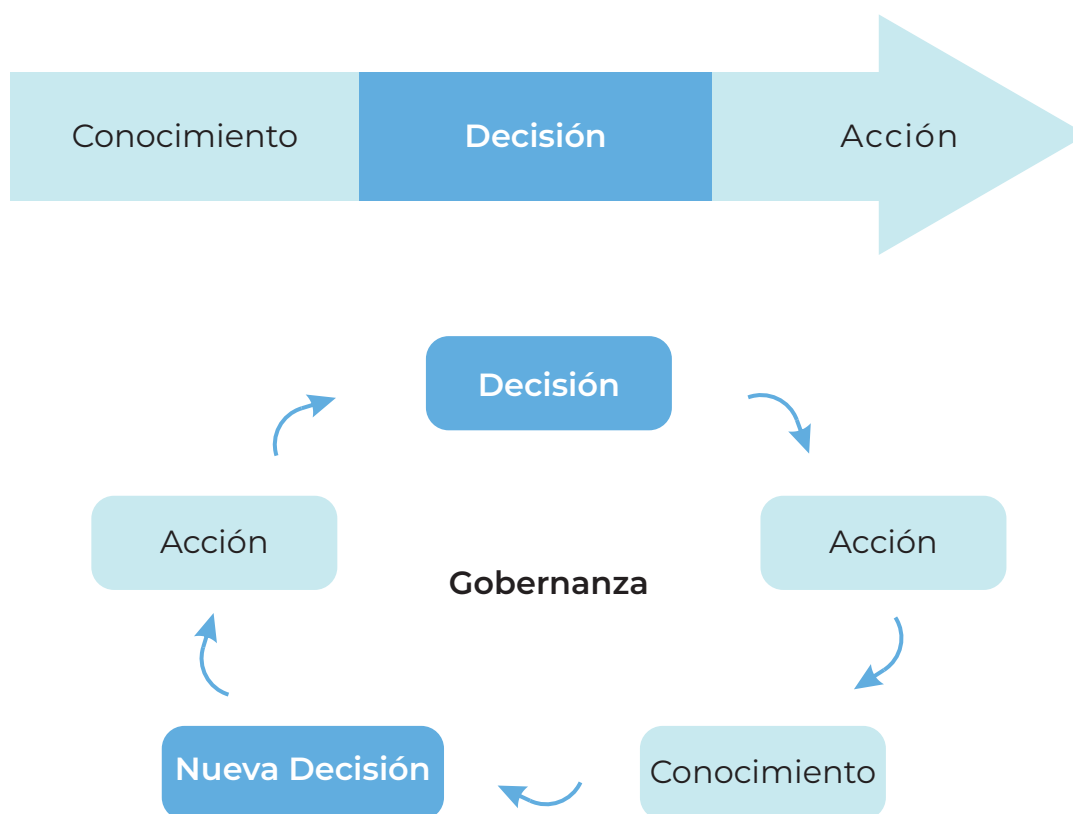 Conocimiento
Decisión
Acción
Decisión
Acción
Acción
Gobernanza
Nueva Decisión
Conocimiento